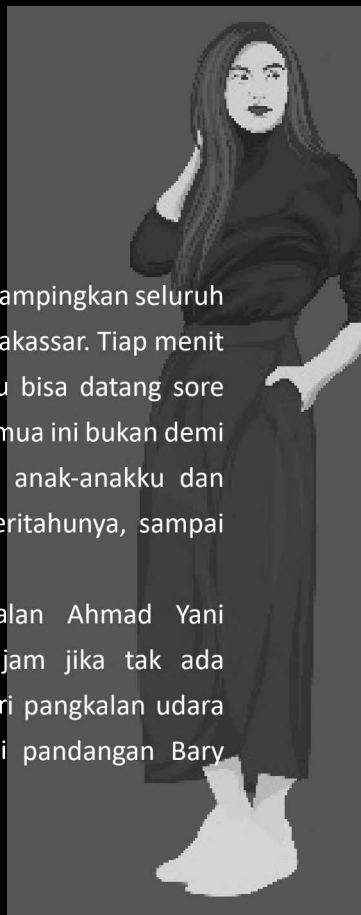 ampingkan seluruh
akassar. Tiap menit
u bisa datang sore
mua ini bukan demi
anak-anakku dan
eritahunya, sampai
alan Ahmad Yani
jam jika tak ada
ri pangkalan udara
i pandangan Bary